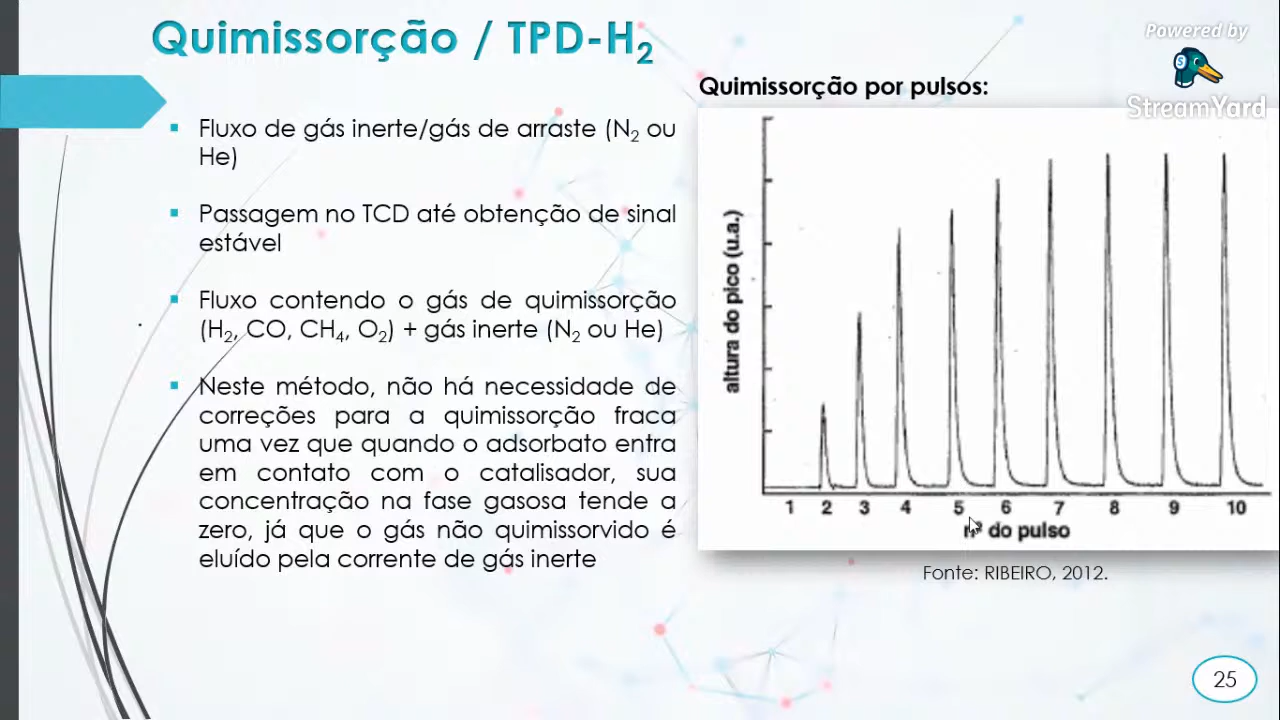 Quimissorção / TPD-H₂
Powered by
StreamYard
Fluxo de gás inerte/gás de arraste (N₂ ou
He)
Passagem no TCD até obtenção de sinal
estável
Fluxo contendo o gás de quimissorção
(H₂, CO, CH₄, O₂) + gás inerte (N₂ ou He)
Neste método, não há necessidade de
correções para a quimissorção fraca
uma vez que quando o adsorbato entra
em contato com o catalisador, sua
concentração na fase gasosa tende a
zero, já que o gás não quimissorvido é
eluído pela corrente de gás inerte
Quimissorção por pulsos:
altura do pico (u.a.)
1 2 3 4 5 6 7 8 9 10
nº do pulso
Fonte: RIBEIRO, 2012.
25